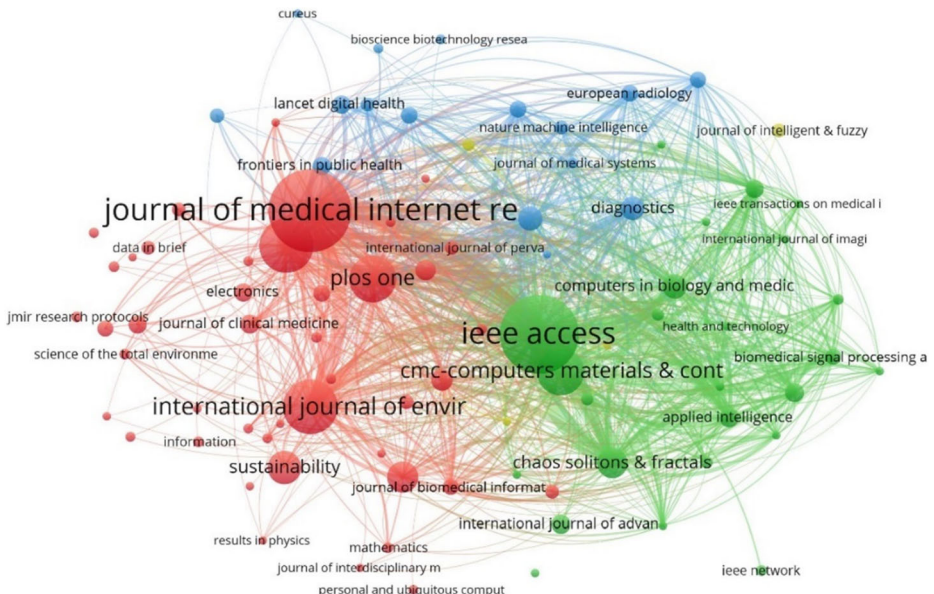 cureus
bioscience biotechnology resea
lancet digital health
european radiology
nature machine intelligence
journal of intelligent & fuzzy
frontiers in public health
journal of medical systems
journal of medical internet re
diagnostics
ieee transactions on medical i
data in brief
international journal of perva
international journal of imagi
plos one
electronics
computers in biology and medic
jmir research protocols
journal of clinical medicine
health and technology
ieee access
science of the total environme
biomedical signal processing a
cmc-computers materials & cont
international journal of envir
applied intelligence
information
sustainability
chaos solitons & fractals
journal of biomedical informat
international journal of advan
results in physics
mathematics
journal of interdisciplinary m
ieee network
personal and ubiquitous comput